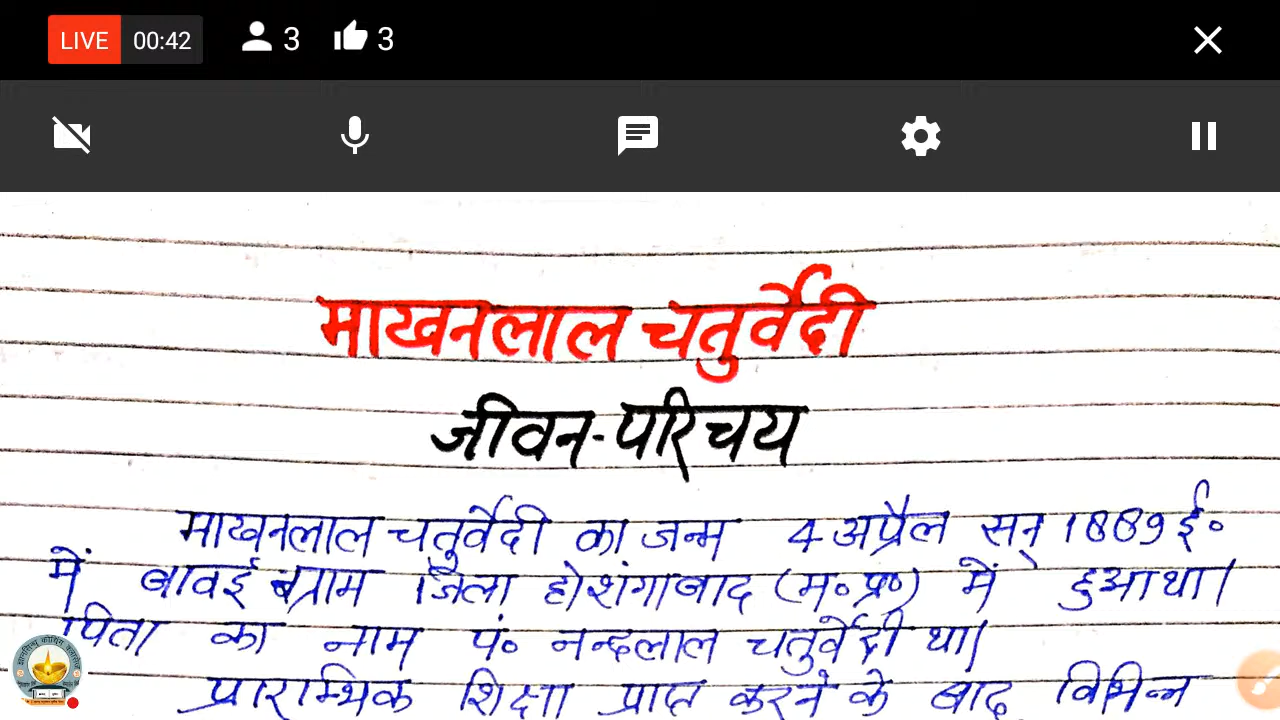 LIVE 00:42 3 3
माखनलाल चतुर्वेदी
जीवन-परिचय
माखनलाल चतुर्वेदी का जन्म 4 अप्रैल सन् 1889 ई०
में बावई ग्राम जिला होशंगाबाद (म० प्र०) में हुआ था।
पिता का नाम पं० नन्दलाल चतुर्वेदी था।
प्रारम्भिक शिक्षा प्राप्त करने के बाद विभिन्न